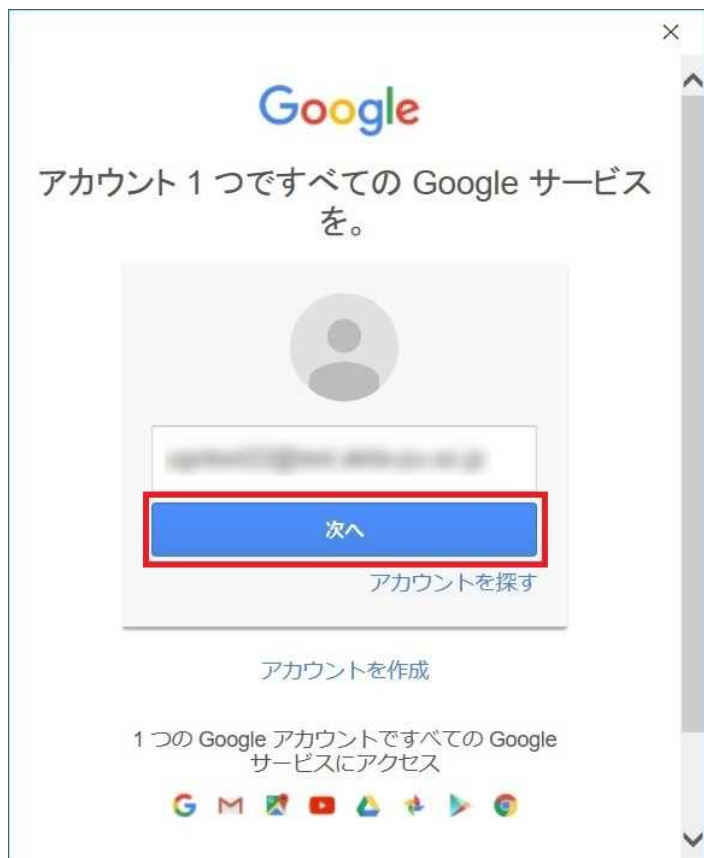 Google
アカウント 1 つですべての Google サービス
を。
次へ
アカウントを探す
アカウントを作成
1 つの Google アカウントですべての Google
サービスにアクセス